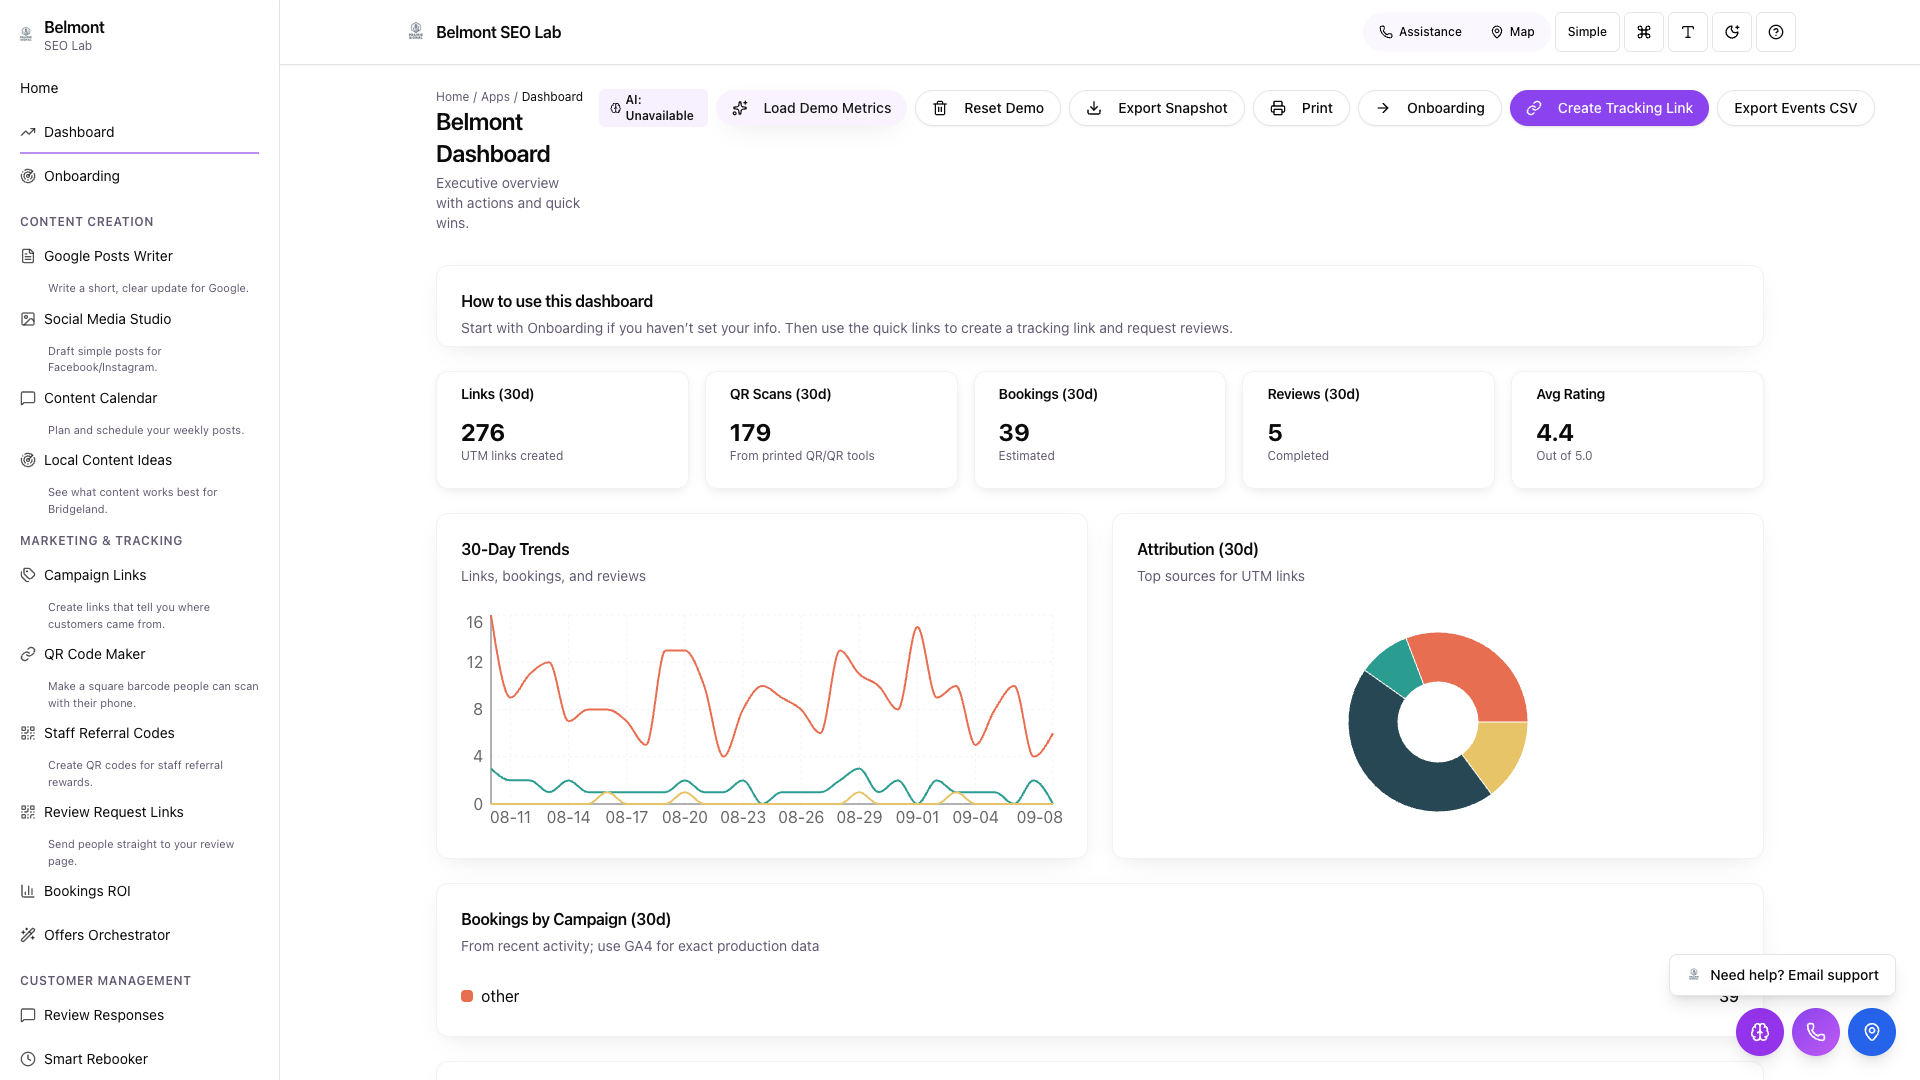 Belmont
SEO Lab
Home
Dashboard
Onboarding
CONTENT CREATION
Google Posts Writer
Write a short, clear update for Google.
Social Media Studio
Draft simple posts for
Facebook/Instagram.
Content Calendar
Plan and schedule your weekly posts.
Local Content Ideas
See what content works best for
Bridgeland.
MARKETING & TRACKING
Campaign Links
Create links that tell you where
customers came from.
QR Code Maker
Make a square barcode people can scan
with their phone.
Staff Referral Codes
Create QR codes for staff referral
rewards.
Review Request Links
Send people straight to your review
page.
Bookings ROI
Offers Orchestrator
CUSTOMER MANAGEMENT
Review Responses
Smart Rebooker
Belmont SEO Lab
Assistance
Map
Simple
Home / Apps / Dashboard
Belmont
Dashboard
Executive overview
with actions and quick
wins.
AI:
Unavailable
Load Demo Metrics
Reset Demo
Export Snapshot
Print
Onboarding
Create Tracking Link
Export Events CSV
How to use this dashboard
Start with Onboarding if you haven't set your info. Then use the quick links to create a tracking link and request reviews.
Links (30d)
276
UTM links created
QR Scans (30d)
179
From printed QR/QR tools
Bookings (30d)
39
Estimated
Reviews (30d)
5
Completed
Avg Rating
4.4
Out of 5.0
30-Day Trends
Links, bookings, and reviews
16
12
8
4
0
08-11 08-14 08-17 08-20 08-23 08-26 08-29 09-01 09-04 09-08
Attribution (30d)
Top sources for UTM links
Bookings by Campaign (30d)
From recent activity; use GA4 for exact production data
other
39
Need help? Email support